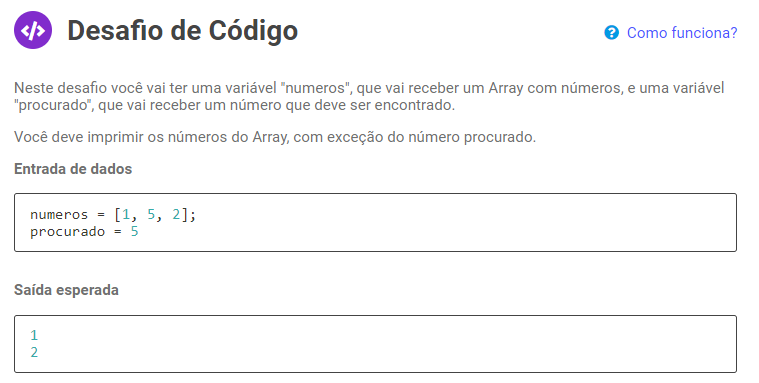 Desafio de Código
Como funciona?
Neste desafio você vai ter uma variável "numeros", que vai receber um Array com números, e uma variável
"procurado", que vai receber um número que deve ser encontrado.
Você deve imprimir os números do Array, com exceção do número procurado.
Entrada de dados
numeros = [1, 5, 2];
procurado = 5
Saída esperada
1
2